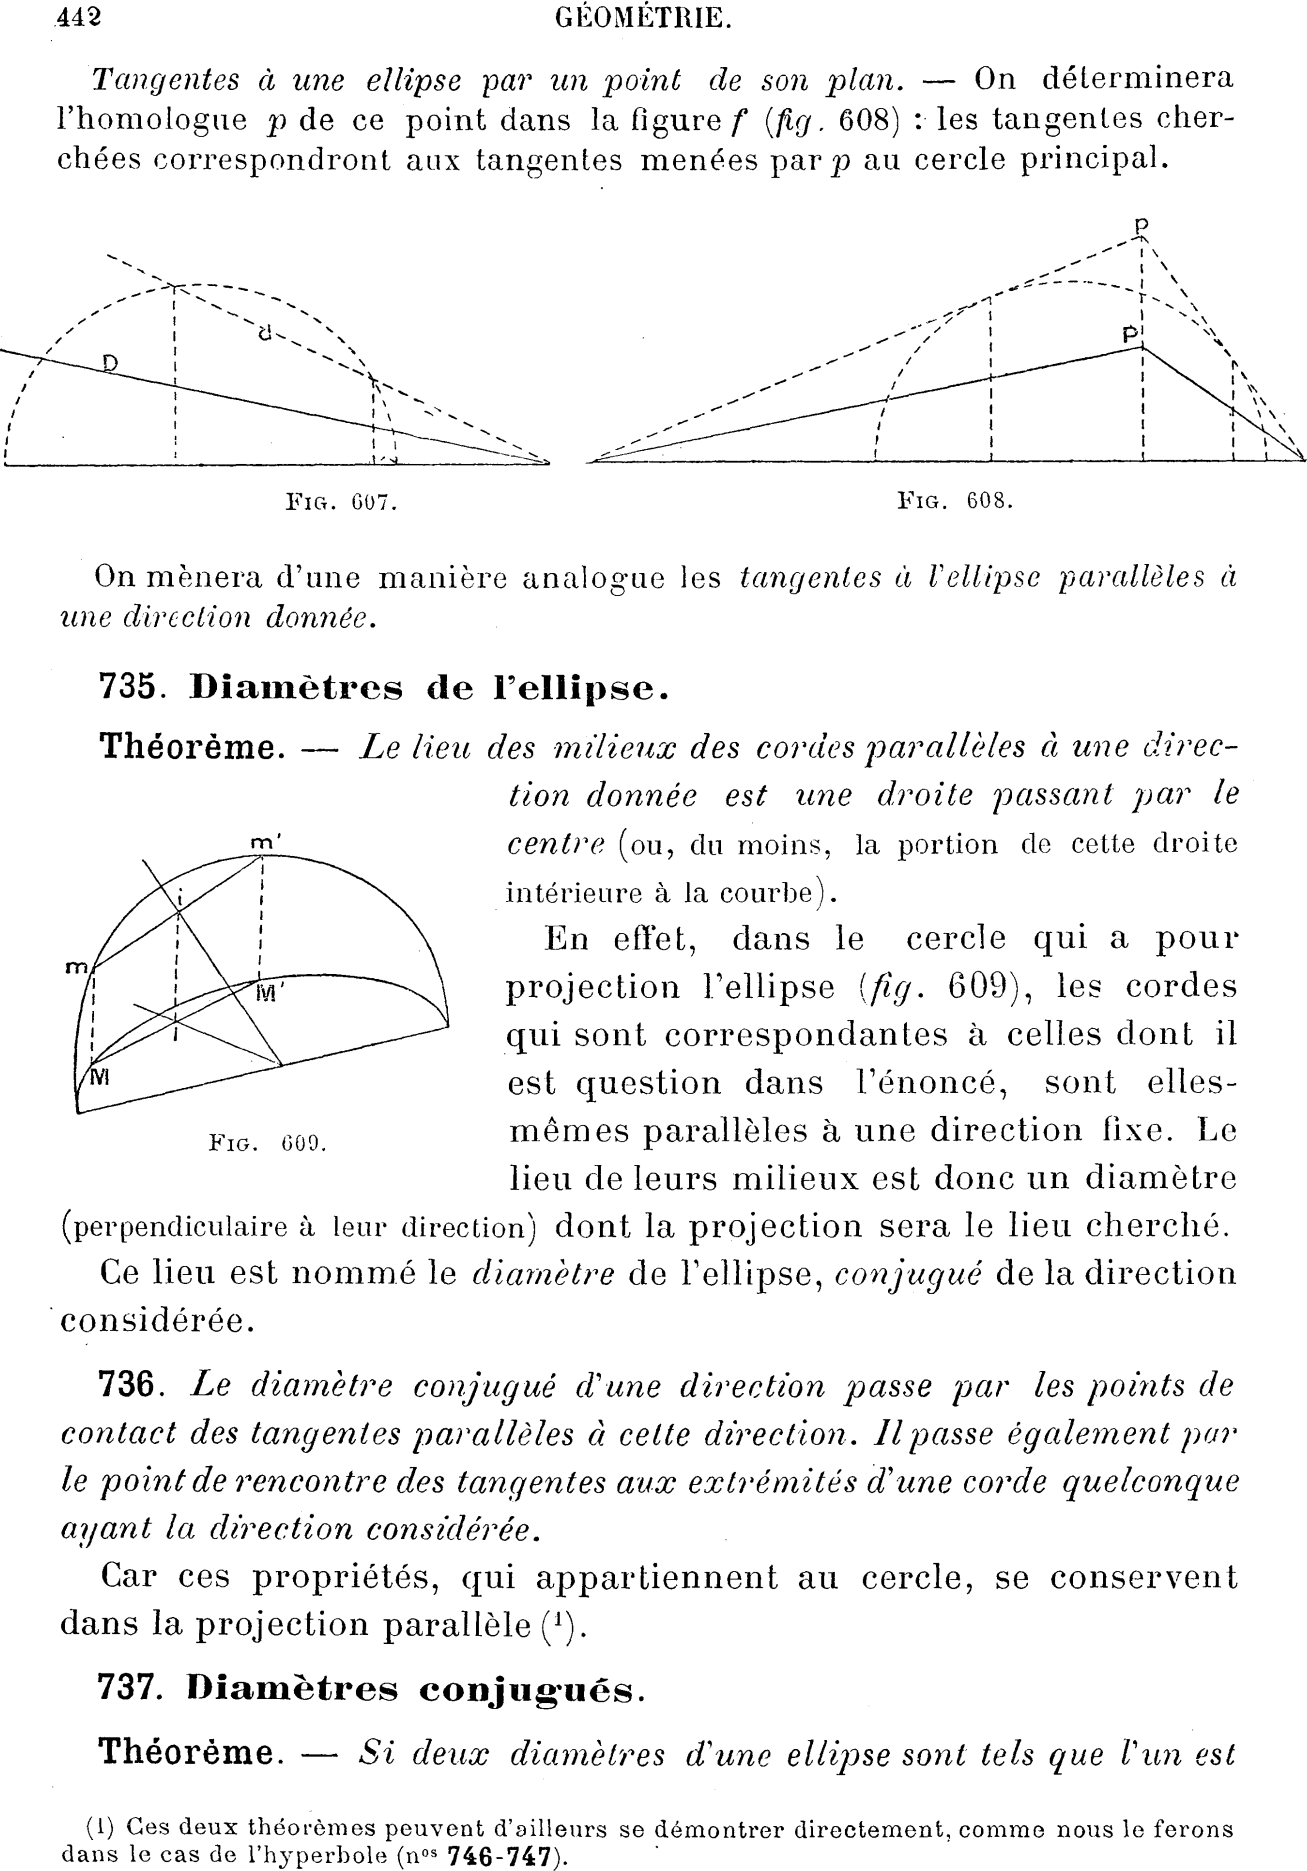 442 GÉOMÉTRIE.
Tangentes à une ellipse par un point de son plan. — On déterminera
l'homologue p de ce point dans la figure f (fig. 608) : les tangentes cher-
chées correspondront aux tangentes menées par p au cercle principal.
p
d
D
P
FIG. 607.
FIG. 608.
On mènera d'une manière analogue les tangentes à l'ellipse parallèles à
une direction donnée.
735. Diamètres de l'ellipse.
Théorème. — Le lieu des milieux des cordes parallèles à une direc-
tion donnée est une droite passant par le
centre (ou, du moins, la portion de cette droite
intérieure à la courbe).
En effet, dans le cercle qui a pour
projection l'ellipse (fig. 609), les cordes
qui sont correspondantes à celles dont il
est question dans l'énoncé, sont elles-
mêmes parallèles à une direction fixe. Le
lieu de leurs milieux est donc un diamètre
m'
i
m
M'
M
FIG. 609.
(perpendiculaire à leur direction) dont la projection sera le lieu cherché.
Ce lieu est nommé le diamètre de l'ellipse, conjugué de la direction
considérée.
736. Le diamètre conjugué d'une direction passe par les points de
contact des tangentes parallèles à cette direction. Il passe également par
le point de rencontre des tangentes aux extrémités d'une corde quelconque
ayant la direction considérée.
Car ces propriétés, qui appartiennent au cercle, se conservent
dans la projection parallèle (¹).
737. Diamètres conjugués.
Théorème. — Si deux diamètres d'une ellipse sont tels que l'un est
(1) Ces deux théorèmes peuvent d'ailleurs se démontrer directement, comme nous le ferons
dans le cas de l'hyperbole (nos 746-747).